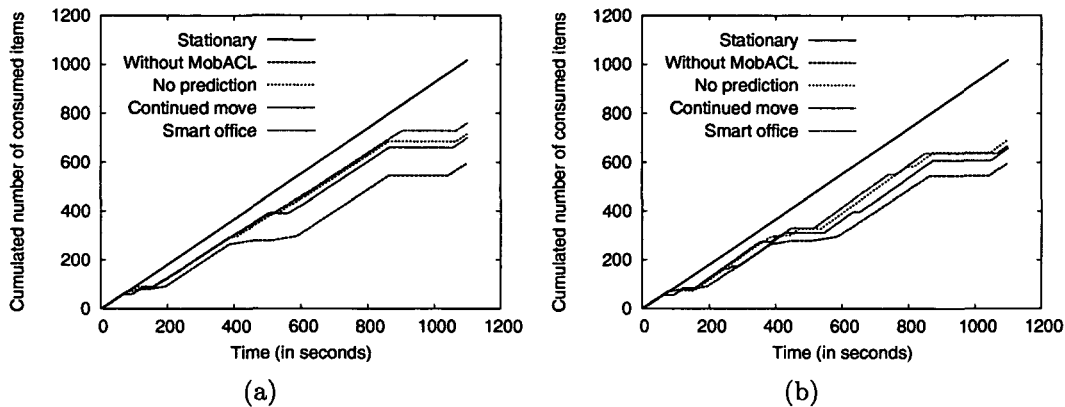 Cumulated number of consumed items
1200
1000
800
600
400
200
0
Stationary
Without MobACL
No prediction
Continued move
Smart office
0 200 400 600 800 1000 1200
Time (in seconds)
(a)
Cumulated number of consumed items
1200
1000
800
600
400
200
0
Stationary
Without MobACL
No prediction
Continued move
Smart office
0 200 400 600 800 1000 1200
Time (in seconds)
(b)